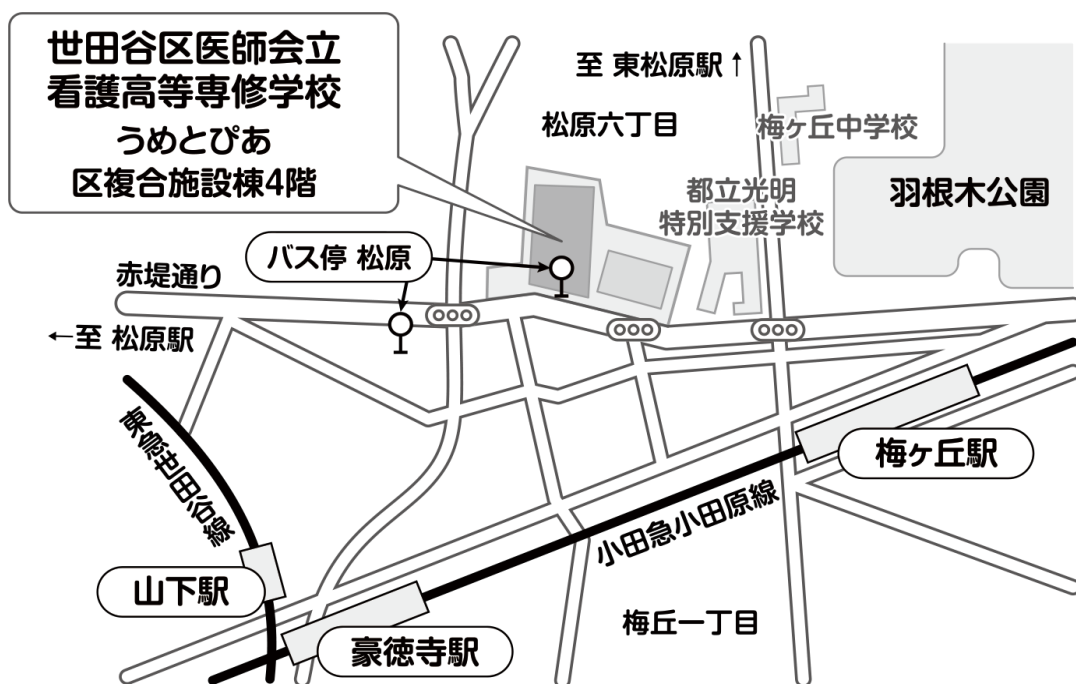 世田谷区医師会立
看護高等専修学校
うめとぴあ
区複合施設棟4階
至 東松原駅↑
松原六丁目
梅ヶ丘中学校
都立光明
特別支援学校
羽根木公園
バス停 松原
赤堤通り
←至 松原駅
東急世田谷線
梅ヶ丘駅
小田急小田原線
山下駅
豪徳寺駅
梅丘一丁目